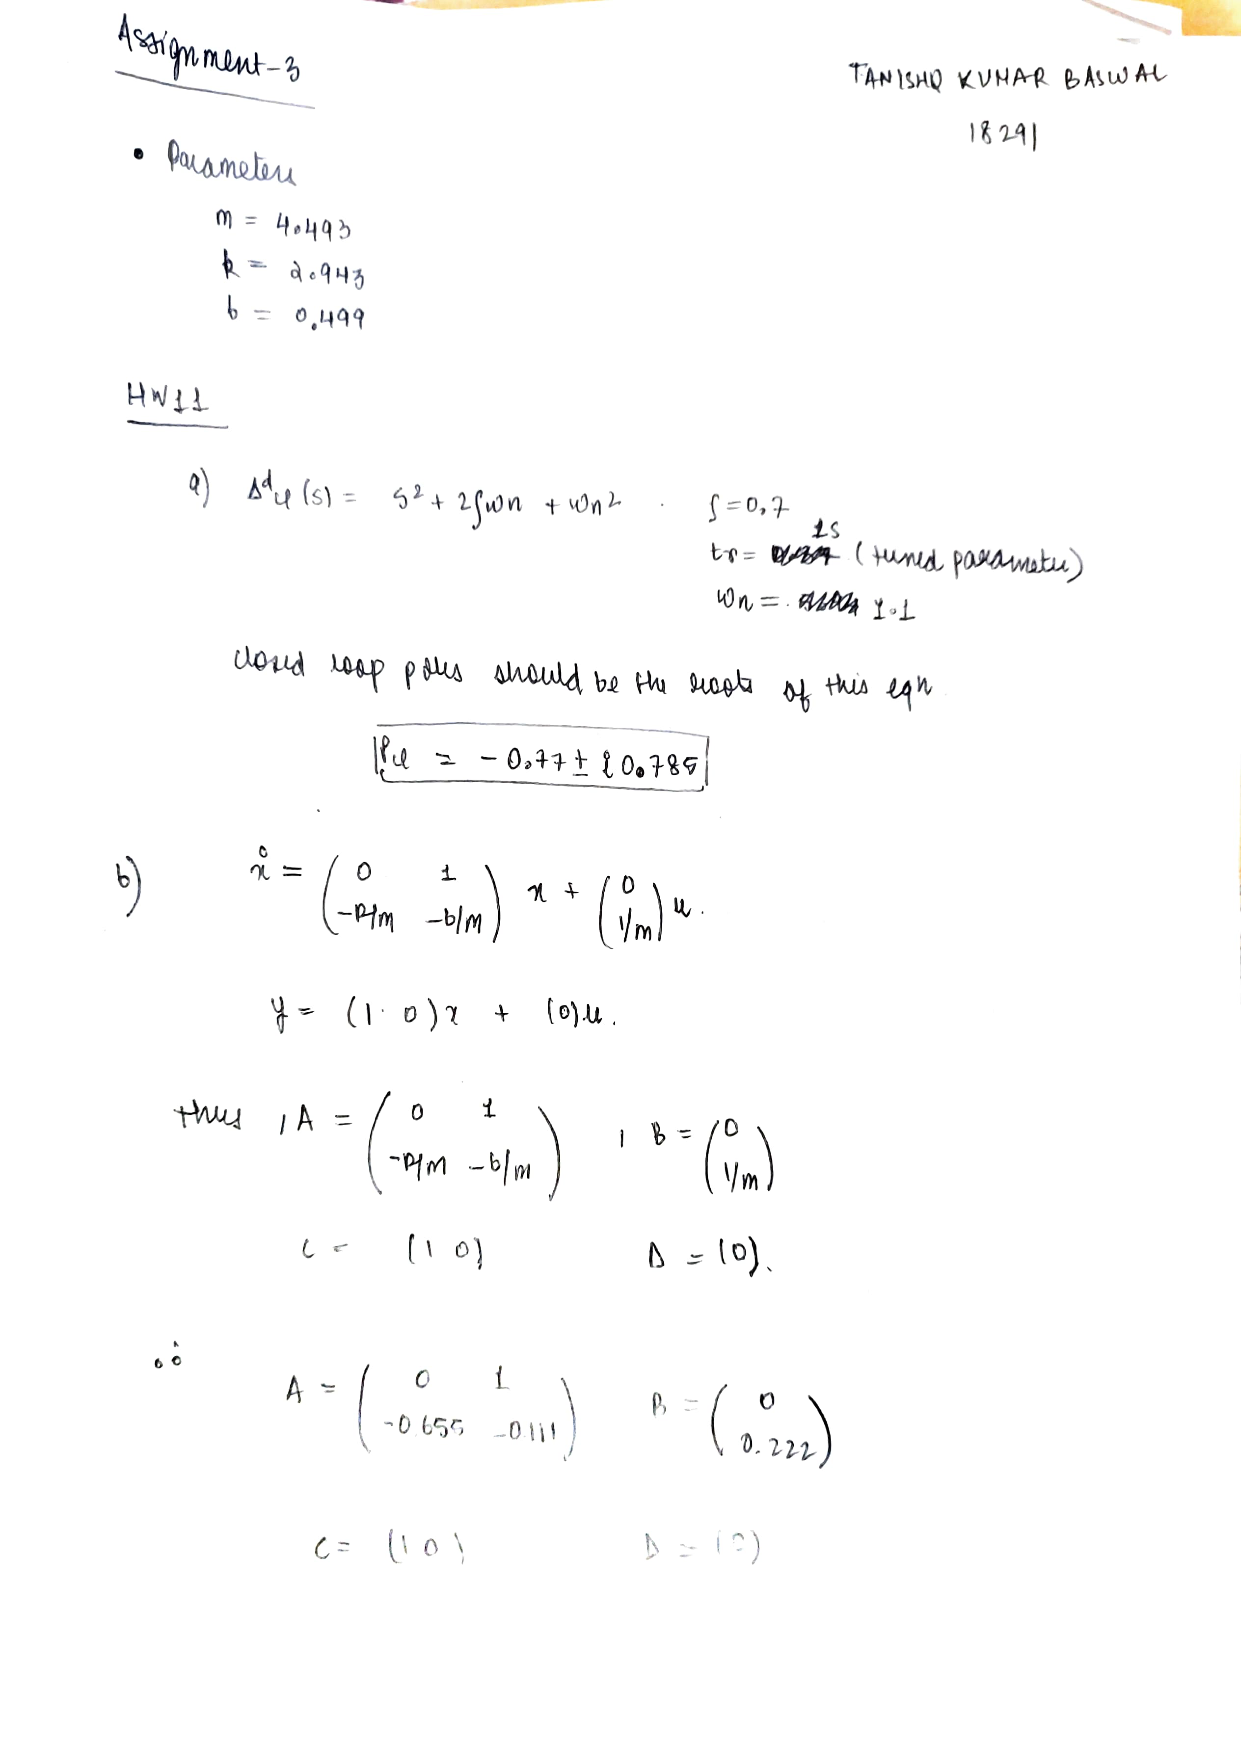 Assignment-3
TANISHQ KUMAR BASWAL
18291
• Parameters
m = 4.493
k = 2.943
b = 0.499
HW11
a) Δᵈcl (s) = s² + 2ζωn + ωn² . ζ = 0.7
tr = 1s (tuned parameter)
ωn = 1.1
closed loop poles should be the roots of this eqn
Pcl = - 0.77 ± i 0.785
b) ẋ = ( 0 1 ; -k/m -b/m ) x + ( 0 ; 1/m ) u.
y = (1 0) x + (0) u.
thus , A = ( 0 1 ; -k/m -b/m ) , B = ( 0 ; 1/m )
C = (1 0) D = (0).
∴
A = ( 0 1 ; -0.655 -0.111 ) B = ( 0 ; 0.222 )
C = (1 0) D = (0)